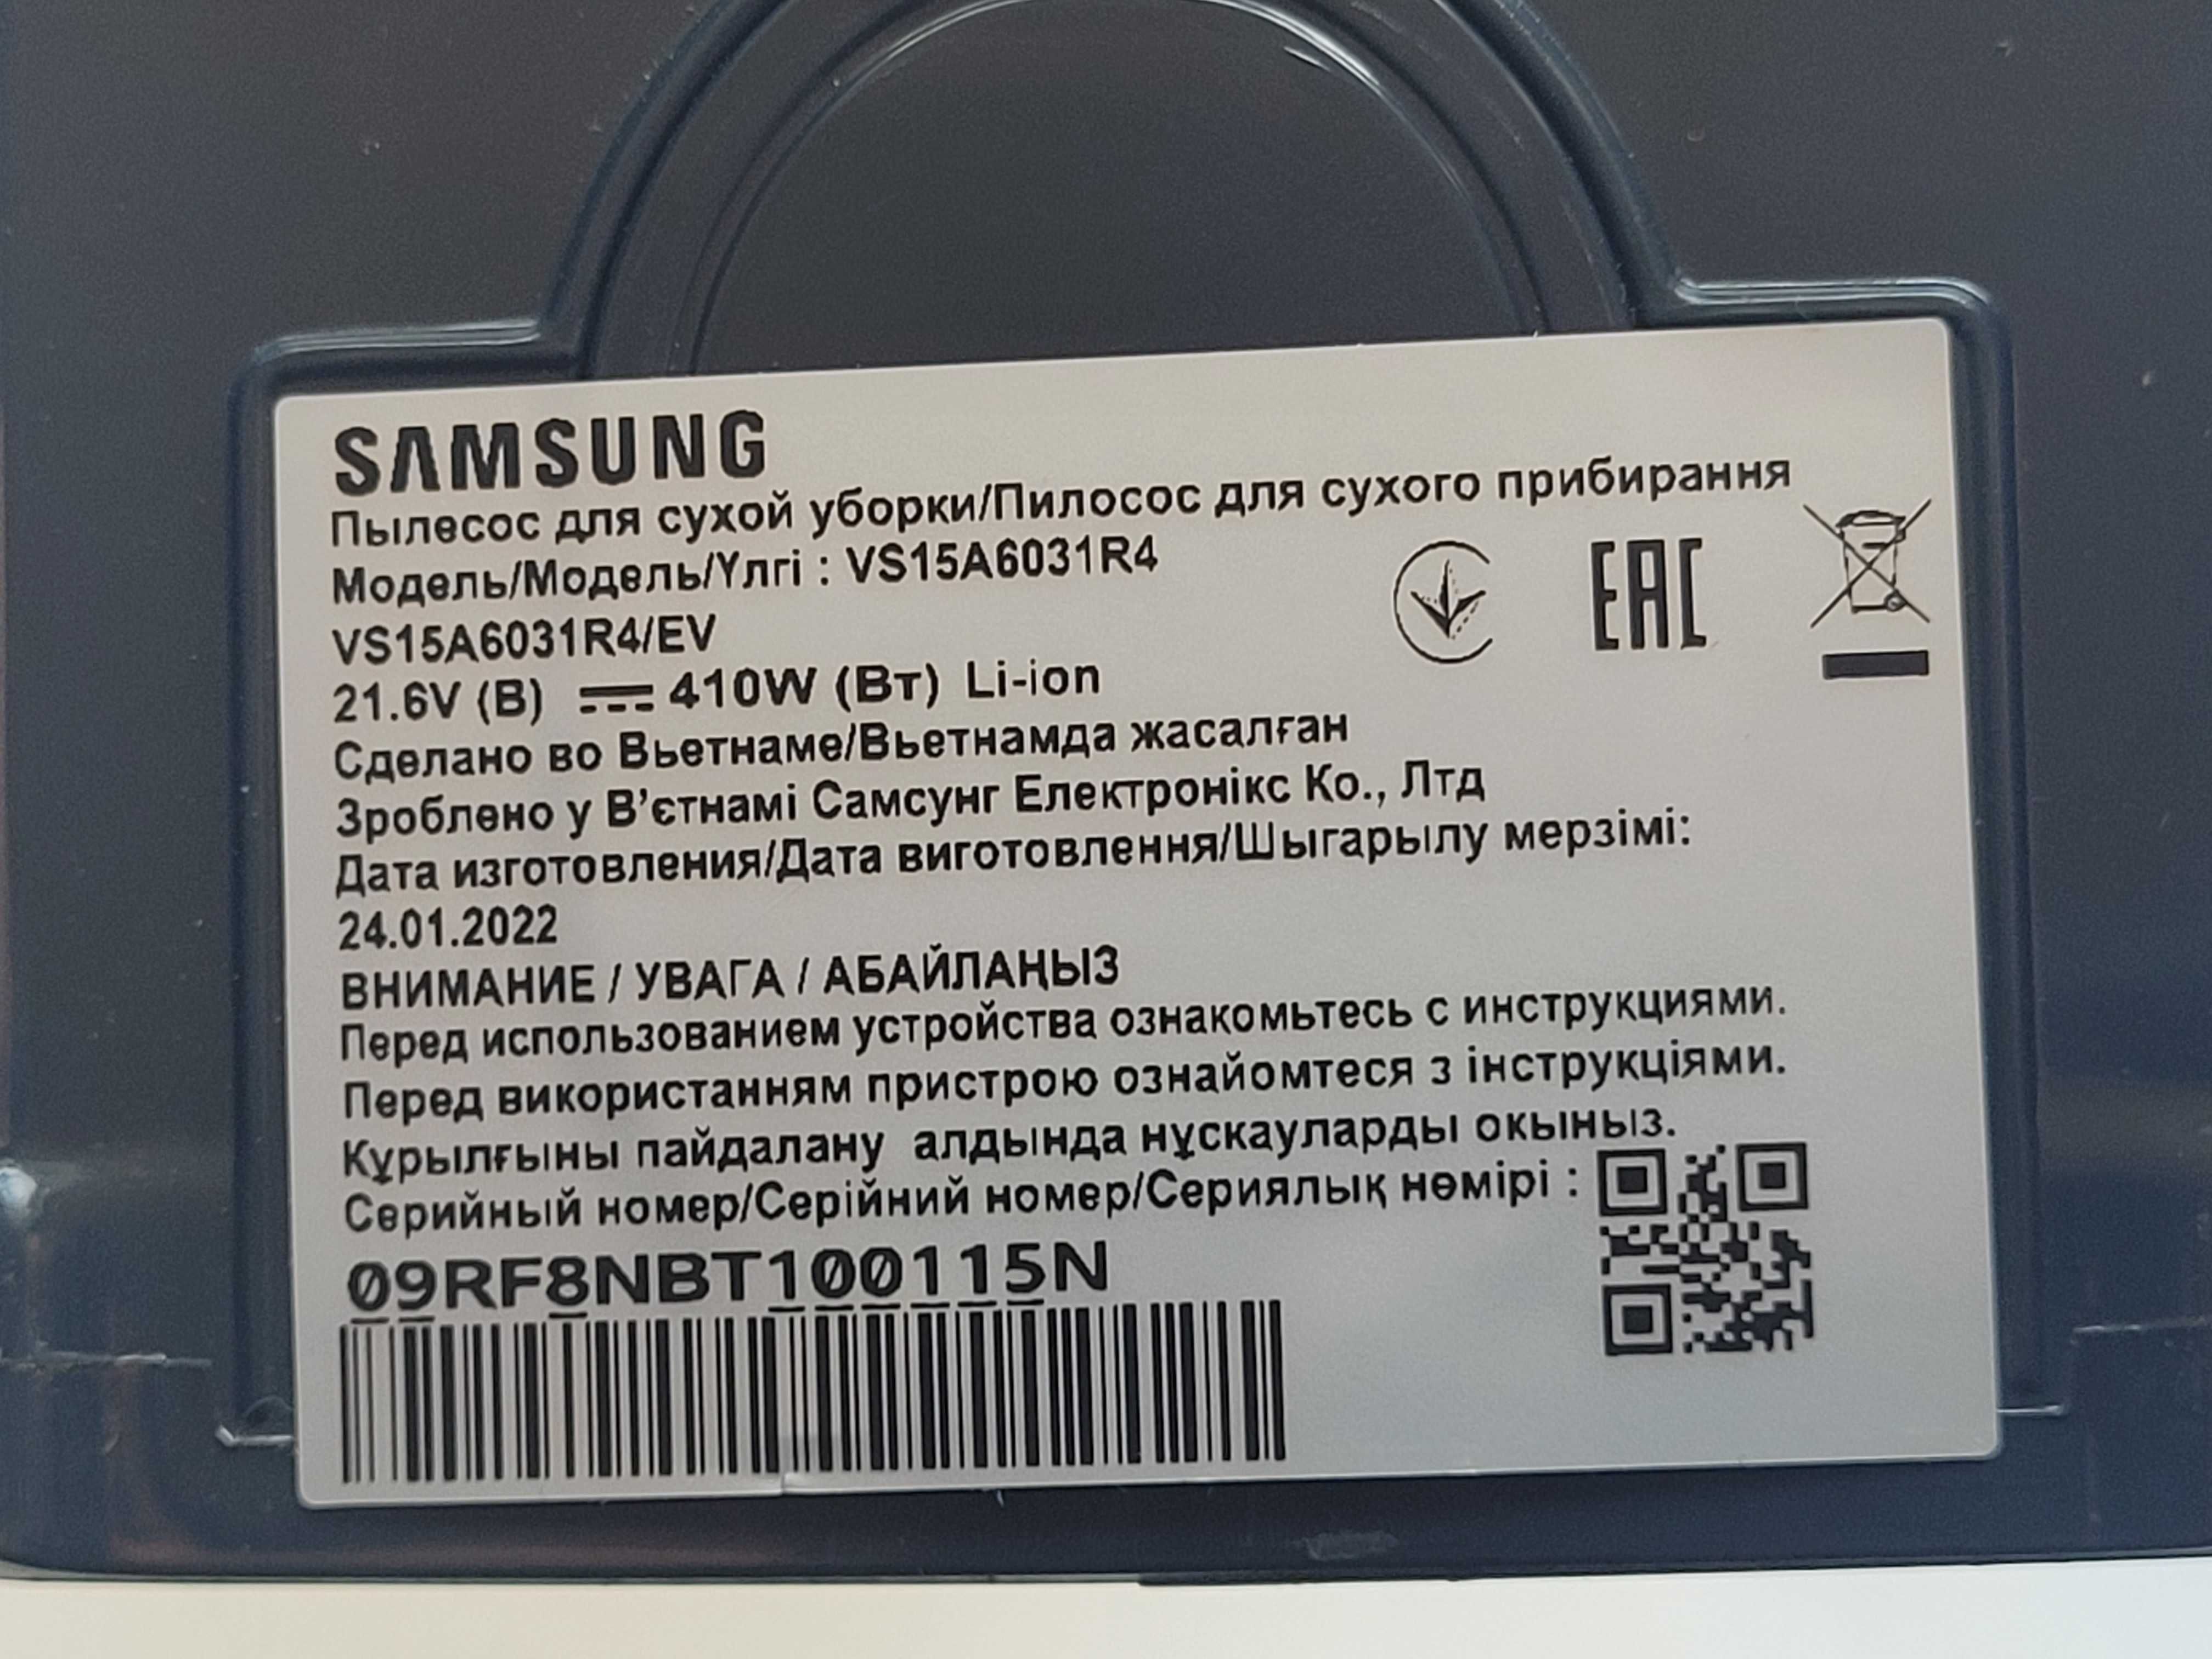 SAMSUNG
Пылесос для сухой уборки/Пилосос для сухого прибирання
Модель/Модель/Үлгі : VS15A6031R4
VS15A6031R4/EV
21.6V (В) ⎓ 410W (Вт) Li-ion
Сделано во Вьетнаме/Вьетнамда жасалған
Зроблено у В’єтнамі Самсунг Електронікс Ко., Лтд
Дата изготовления/Дата виготовлення/Шыгарылу мерзімі:
24.01.2022
ВНИМАНИЕ / УВАГА / АБАЙЛАҢЫЗ
Перед использованием устройства ознакомьтесь с инструкциями.
Перед використанням пристрою ознайомтеся з інструкціями.
Құрылғыны пайдалану алдында нұскауларды окыныз.
Серийный номер/Серійний номер/Сериялық нөмірі :
09RF8NBT100115N
EAC